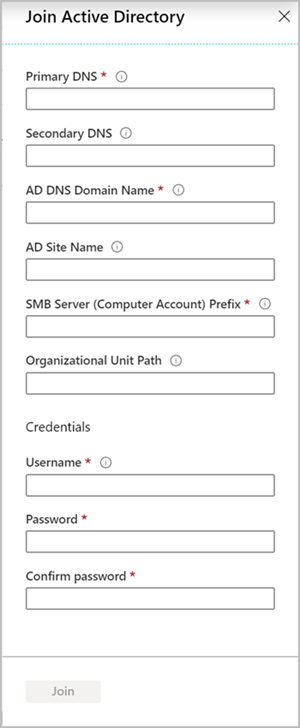 Join Active Directory
Primary DNS *
Secondary DNS
AD DNS Domain Name *
AD Site Name
SMB Server (Computer Account) Prefix *
Organizational Unit Path
Credentials
Username *
Password *
Confirm password *
Join